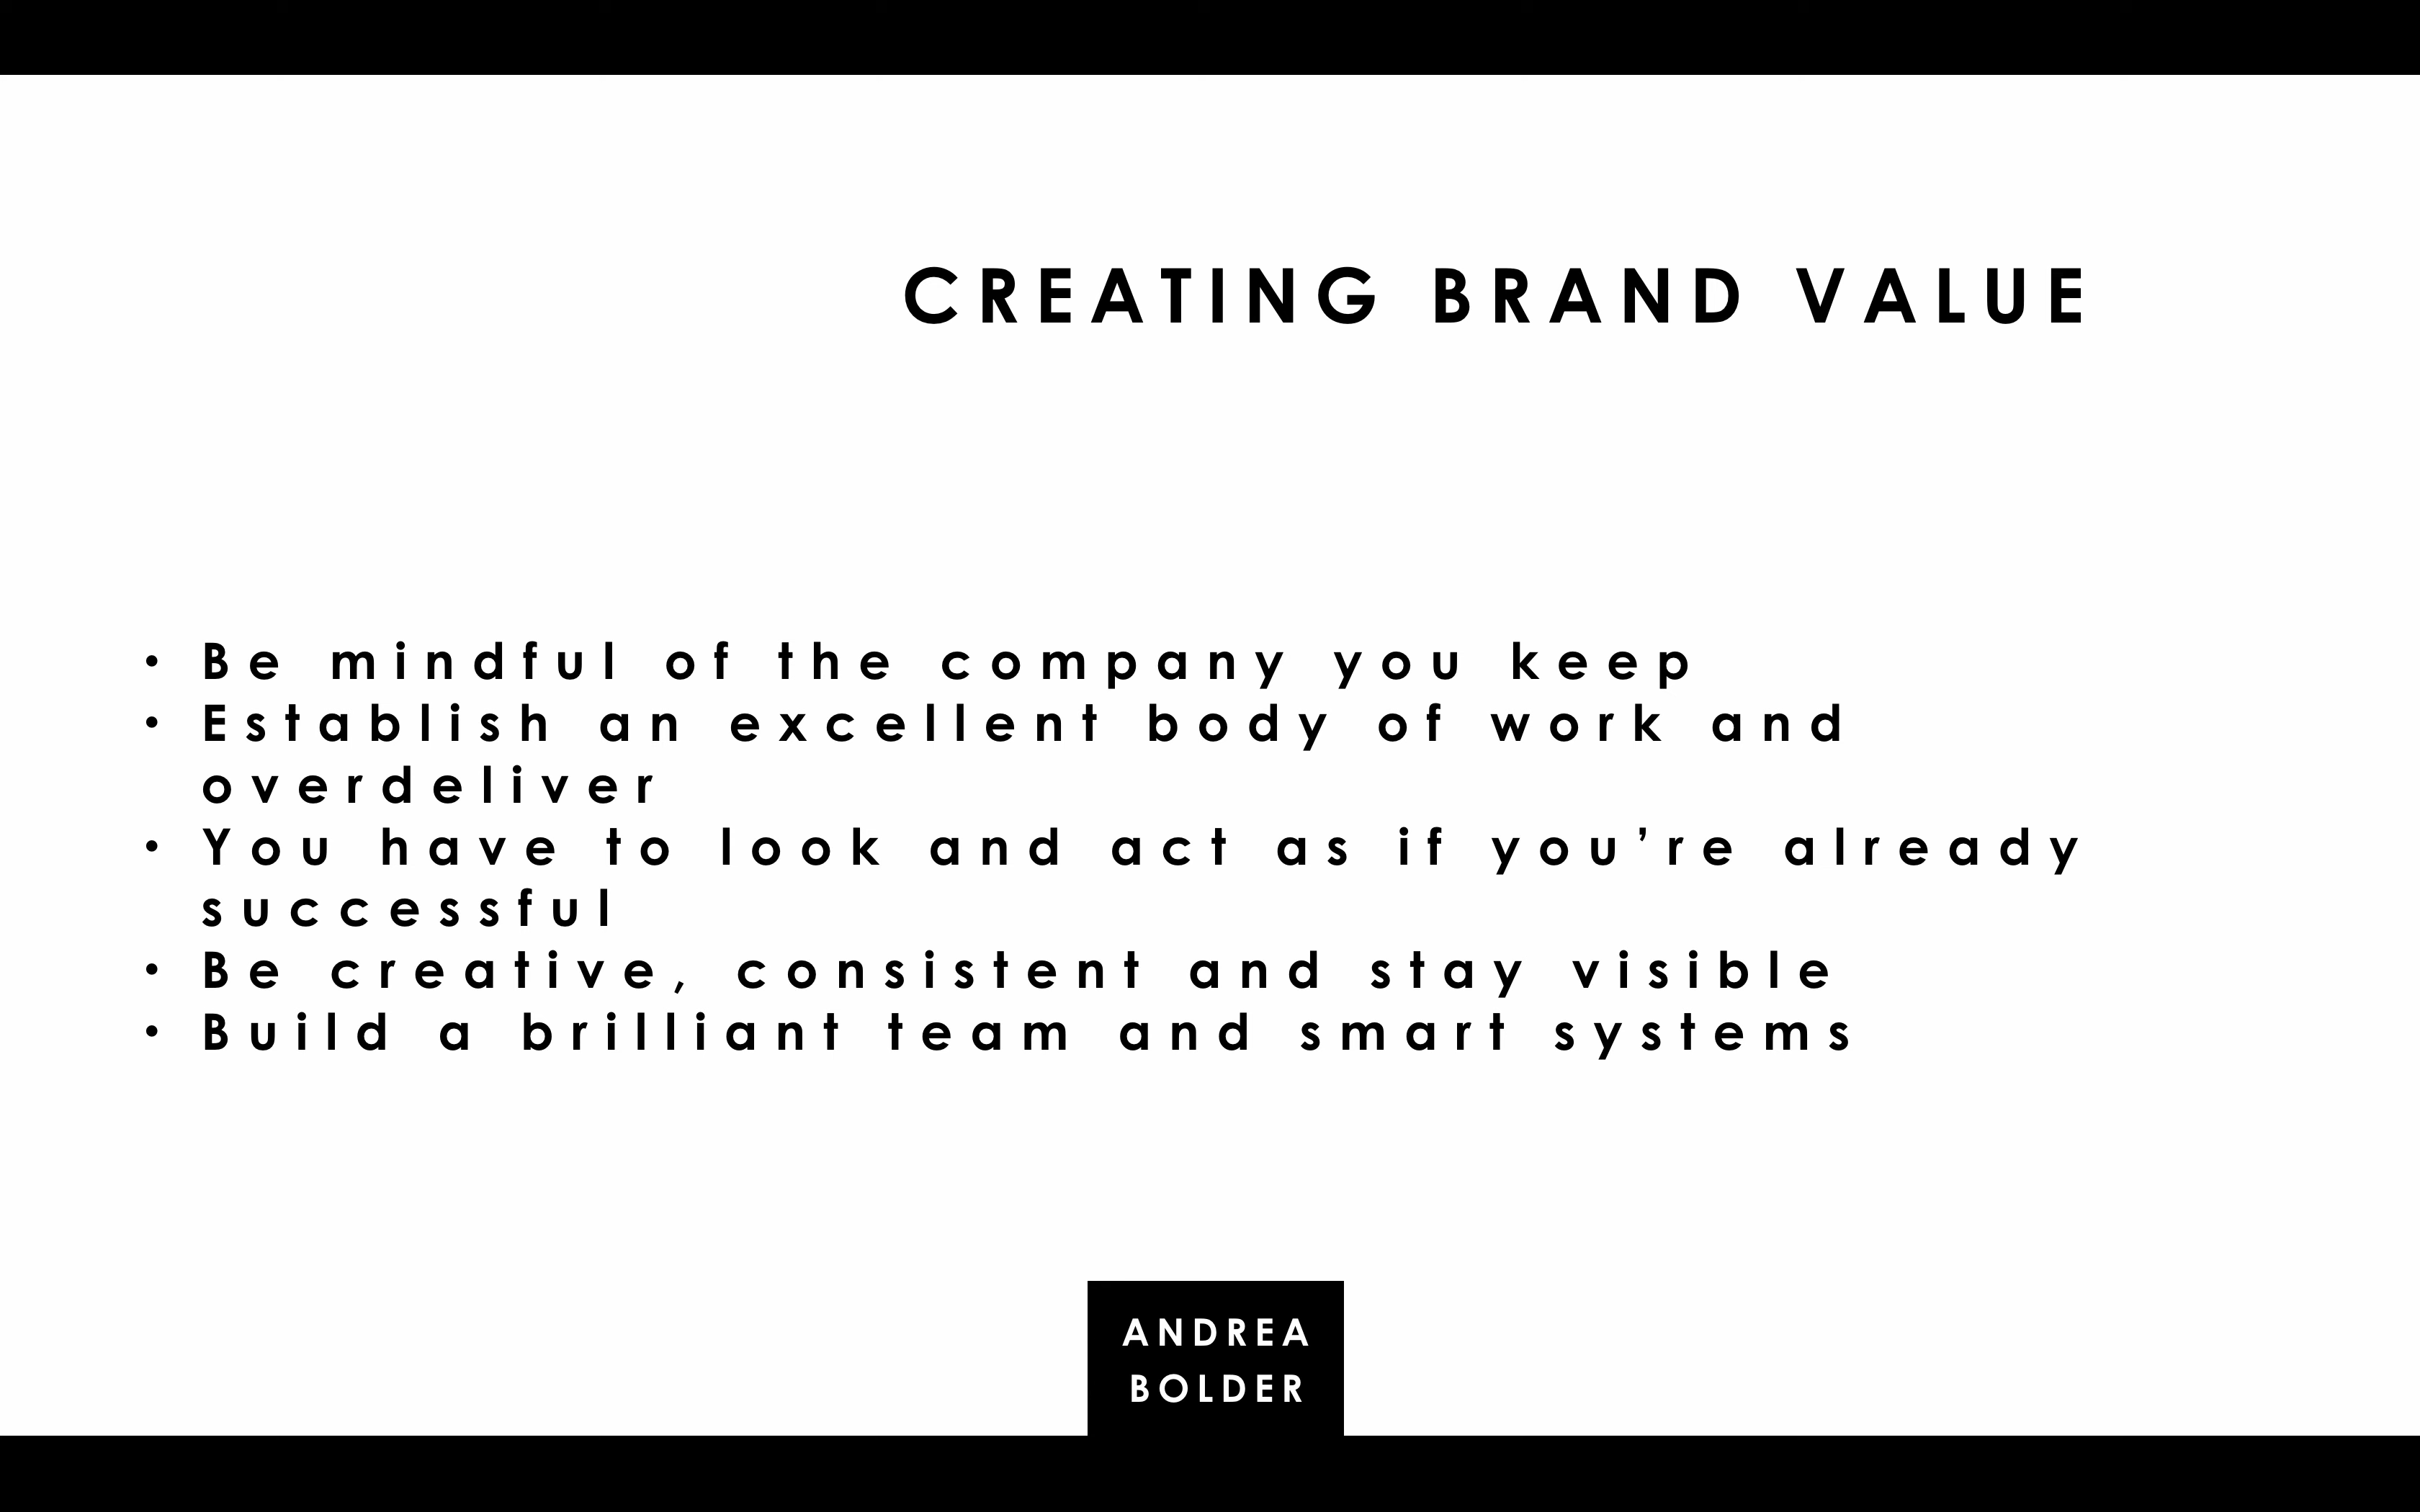 CREATING BRAND VALUE
• Be mindful of the company you keep
• Establish an excellent body of work and
overdeliver
• You have to look and act as if you’re already
successful
• Be creative, consistent and stay visible
• Build a brilliant team and smart systems
ANDREA
BOLDER